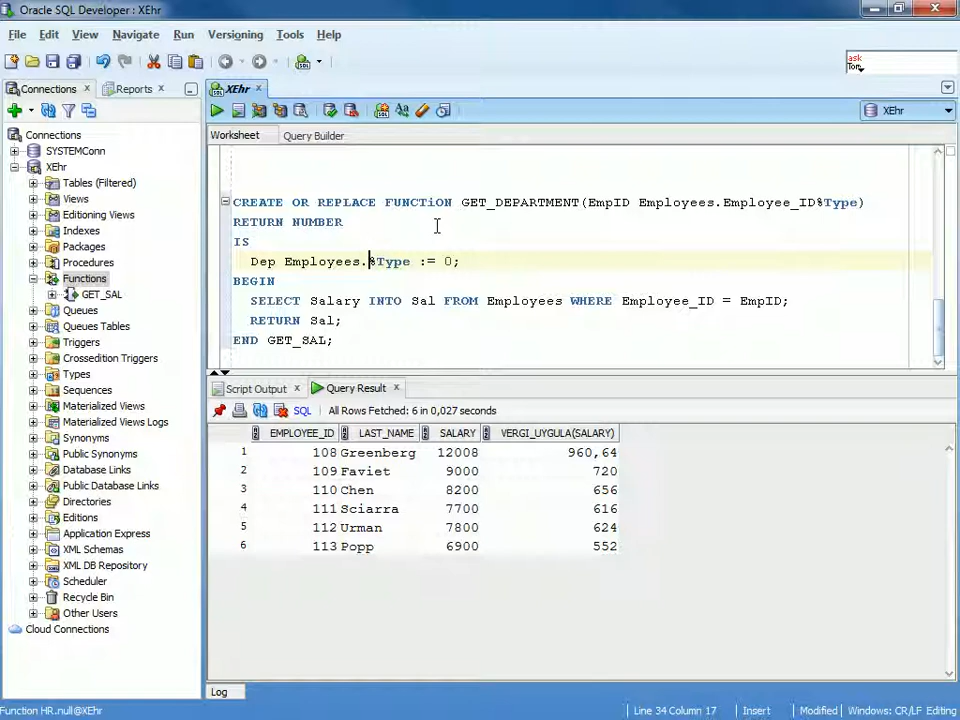 Oracle SQL Developer : XEhr
File Edit View Navigate Run Versioning Tools Help
ask
Tom
Connections Reports XEhr
XEhr
Worksheet Query Builder
Connections
SYSTEMConn
XEhr
Tables (Filtered)
Views
Editioning Views
Indexes
Packages
Procedures
Functions
GET_SAL
Queues
Queues Tables
Triggers
Crossedition Triggers
Types
Sequences
Materialized Views
Materialized Views Logs
Synonyms
Public Synonyms
Database Links
Public Database Links
Directories
Editions
Application Express
XML Schemas
XML DB Repository
Scheduler
Recycle Bin
Other Users
Cloud Connections
CREATE OR REPLACE FUNCTiON GET_DEPARTMENT(EmpID Employees.Employee_ID%Type)
RETURN NUMBER
IS
Dep Employees.%Type := 0;
BEGIN
SELECT Salary INTO Sal FROM Employees WHERE Employee_ID = EmpID;
RETURN Sal;
END GET_SAL;
Script Output Query Result
SQL All Rows Fetched: 6 in 0,027 seconds
EMPLOYEE_ID LAST_NAME SALARY VERGI_UYGULA(SALARY)
1 108 Greenberg 12008 960,64
2 109 Faviet 9000 720
3 110 Chen 8200 656
4 111 Sciarra 7700 616
5 112 Urman 7800 624
6 113 Popp 6900 552
Log
Function HR.null@XEhr Line 34 Column 17 Insert Modified Windows: CR/LF Editing